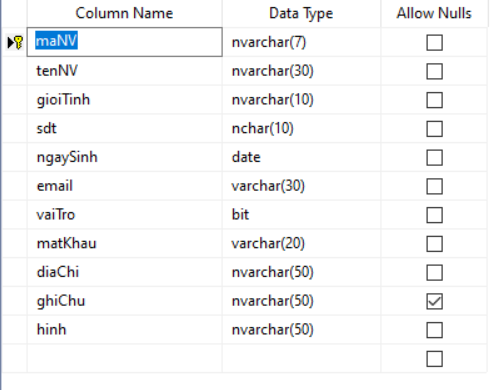 Column Name Data Type Allow Nulls
maNV nvarchar(7)
tenNV nvarchar(30)
gioiTinh nvarchar(10)
sdt nchar(10)
ngaySinh date
email varchar(30)
vaiTro bit
matKhau varchar(20)
diaChi nvarchar(50)
ghiChu nvarchar(50)
hinh nvarchar(50)